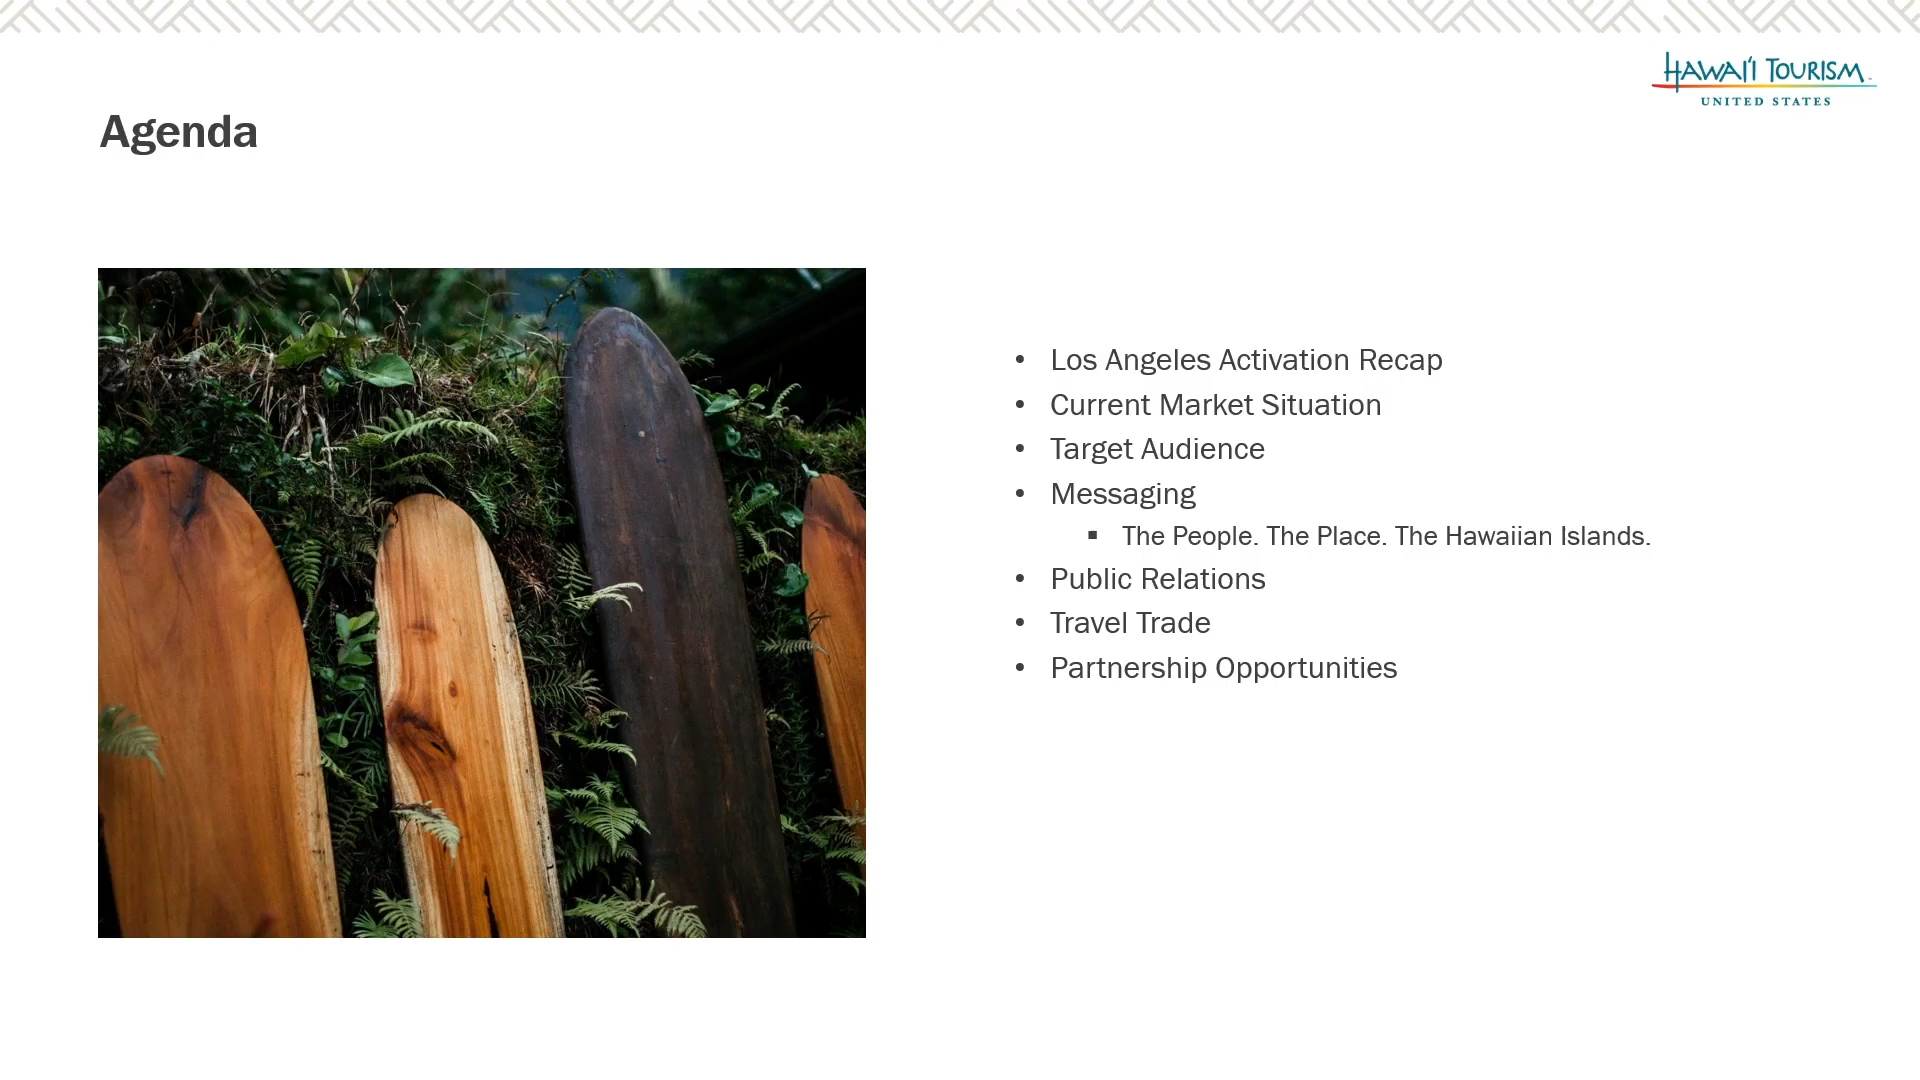 HAWAI'I TOURISM
UNITED STATES
Agenda
• Los Angeles Activation Recap
• Current Market Situation
• Target Audience
• Messaging
▪ The People. The Place. The Hawaiian Islands.
• Public Relations
• Travel Trade
• Partnership Opportunities